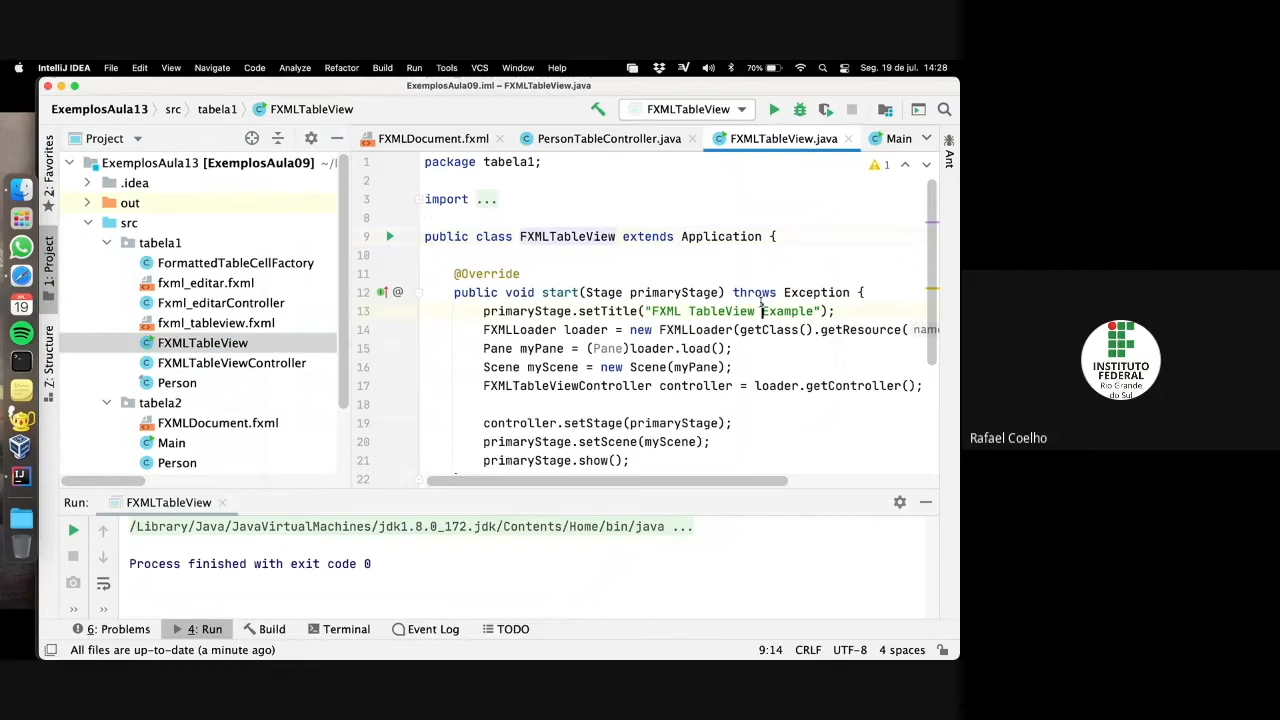 IntelliJ IDEA File Edit View Navigate Code Analyze Refactor Build Run Tools VCS Window Help 70% Seg. 19 de jul. 14:28
ExemplosAula09.iml – FXMLTableView.java
ExemplosAula13 src tabela1 FXMLTableView FXMLTableView
Project FXMLDocument.fxml PersonTableController.java FXMLTableView.java Main
2: Favorites
1: Project
Z: Structure
Ant
ExemplosAula13 [ExemplosAula09] ~/
.idea
out
src
tabela1
FormattedTableCellFactory
fxml_editar.fxml
Fxml_editarController
fxml_tableview.fxml
FXMLTableView
FXMLTableViewController
Person
tabela2
FXMLDocument.fxml
Main
Person
1 package tabela1; 1
2
3 import ...
8
9 public class FXMLTableView extends Application {
10
11 @Override
12 @ public void start(Stage primaryStage) throws Exception {
13 primaryStage.setTitle("FXML TableView Example");
14 FXMLLoader loader = new FXMLLoader(getClass().getResource( name
15 Pane myPane = (Pane)loader.load();
16 Scene myScene = new Scene(myPane);
17 FXMLTableViewController controller = loader.getController();
18
19 controller.setStage(primaryStage);
20 primaryStage.setScene(myScene);
21 primaryStage.show();
22
Run: FXMLTableView
/Library/Java/JavaVirtualMachines/jdk1.8.0_172.jdk/Contents/Home/bin/java ...
Process finished with exit code 0
6: Problems 4: Run Build Terminal Event Log TODO
All files are up-to-date (a minute ago) 9:14 CRLF UTF-8 4 spaces
19
INSTITUTO
FEDERAL
Rio Grande
do Sul
Rafael Coelho